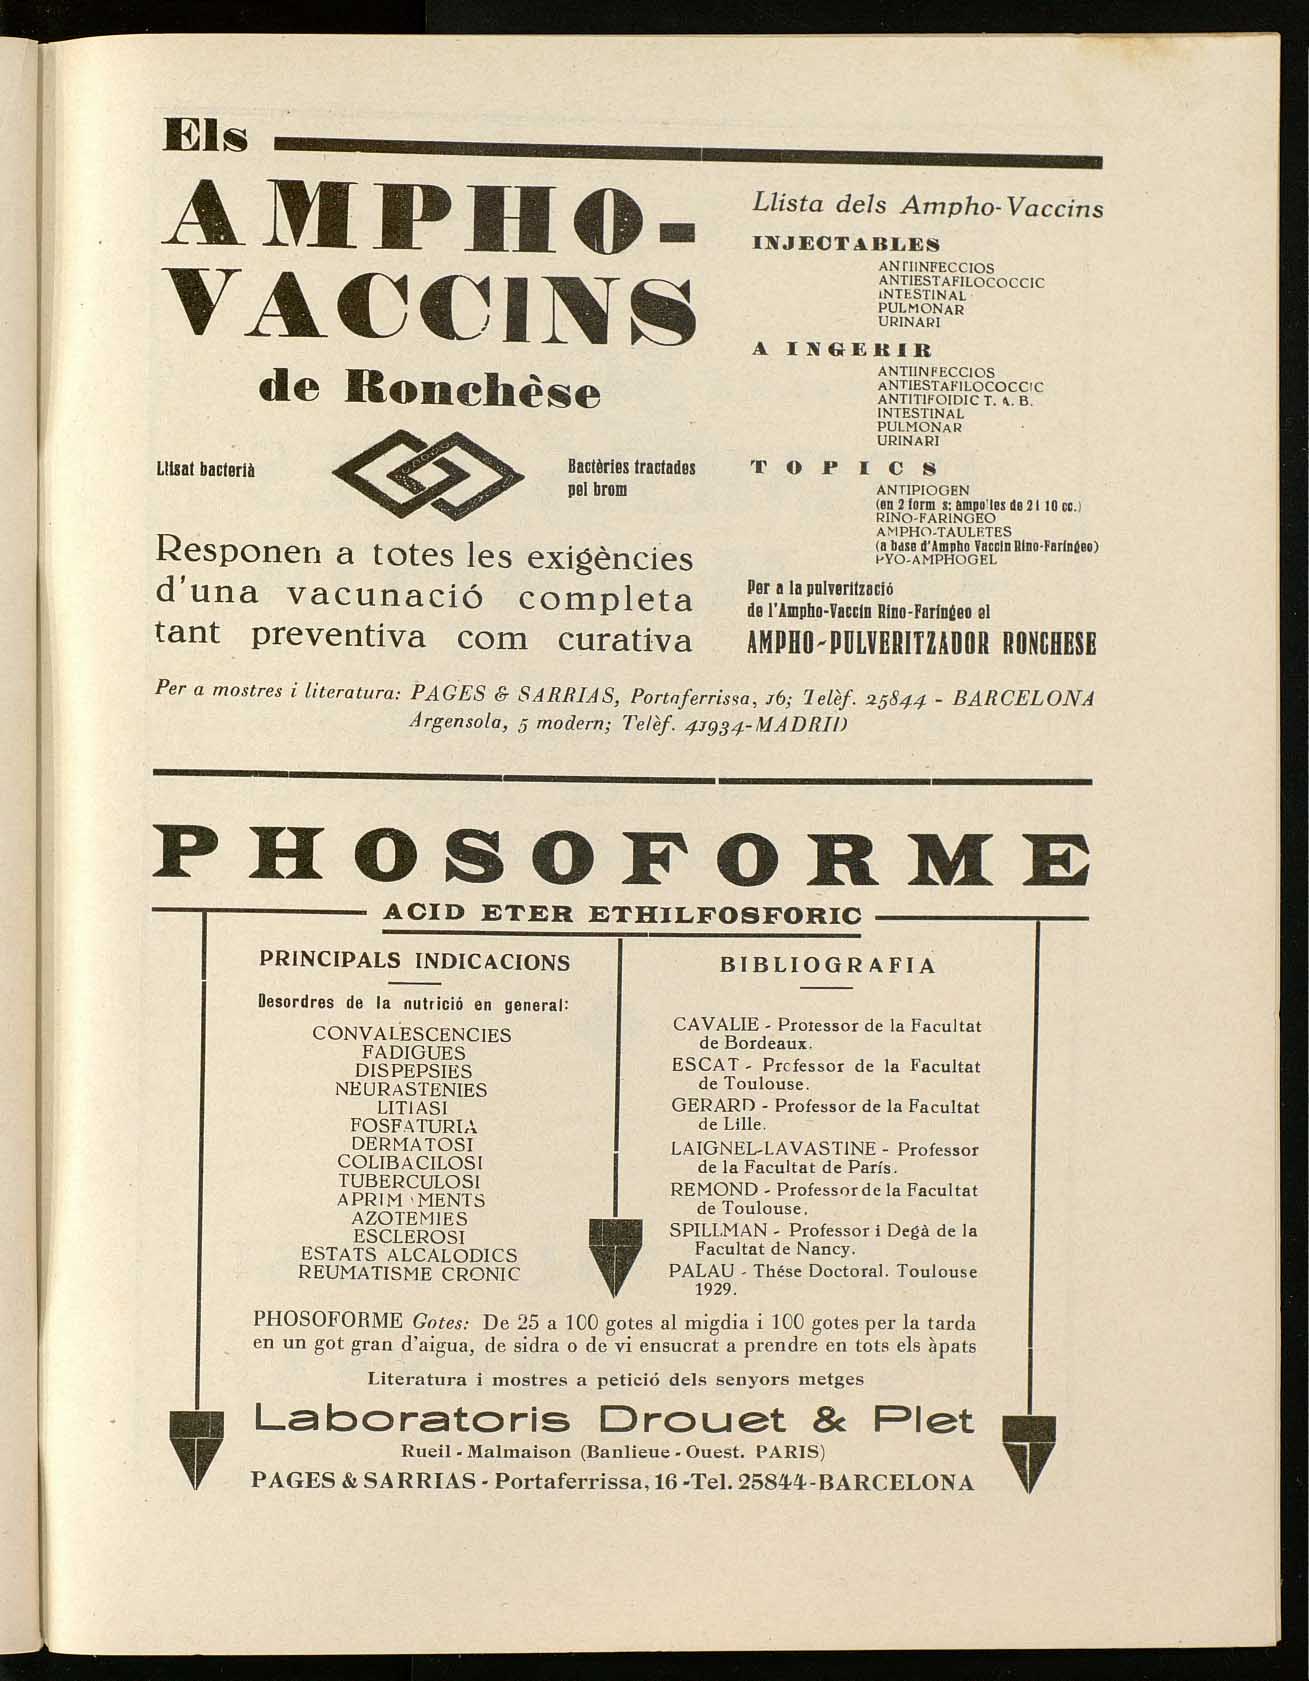 Els
AMPHO-
VACCINS
de Ronchèse
Llisat bacterià
Bactèries tractades
pel brom
Responen a totes les exigències
d'una vacunació completa
tant preventiva com curativa
Llista dels Ampho-Vaccins
INJECTABLES
ANTIINFECCIOS
ANTIESTAFILOCOCCIC
INTESTINAL
PULMONAR
URINARI
A INGERIR
ANTIINFECCIOS
ANTIESTAFILOCOCCIC
ANTITIFOIDIC T. A. B.
INTESTINAL
PULMONAR
URINARI
TOPICS
ANTIPIOGEN
(en 2 form s: ampo'les de 2 i 10 cc.)
RINO-FARINGEO
AMPHO-TAULETES
(a base d'Ampho Vaccin Rino-Faríngeo)
PYO-AMPHOGEL
Per a la pulverització
de l'Ampho-Vaccin Rino-Faríngeo el
AMPHO-PULVERITZADOR RONCHESE
Per a mostres i literatura: PAGES & SARRIAS, Portaferrissa, 16; Telèf. 25844 - BARCELONA
Argensola, 5 modern; Telèf. 41934-MADRID
PHOSOFORME
ACID ETER ETHILFOSFORIC
PRINCIPALS INDICACIONS
Desordres de la nutrició en general:
CONVALESCENCIES
FADIGUES
DISPEPSIES
NEURASTENIES
LITIASI
FOSFATURIA
DERMATOSI
COLIBACILOSI
TUBERCULOSI
APRIM MENTS
AZOTEMIES
ESCLEROSI
ESTATS ALCALODICS
REUMATISME CRONIC
BIBLIOGRAFIA
CAVALIE - Professor de la Facultat
de Bordeaux.
ESCAT - Professor de la Facultat
de Toulouse.
GERARD - Professor de la Facultat
de Lille.
LAIGNEL-LAVASTINE - Professor
de la Facultat de París.
REMOND - Professor de la Facultat
de Toulouse.
SPILLMAN - Professor i Degà de la
Facultat de Nancy.
PALAU - Thése Doctoral. Toulouse
1929.
PHOSOFORME Gotes: De 25 a 100 gotes al migdia i 100 gotes per la tarda
en un got gran d'aigua, de sidra o de vi ensucrat a prendre en tots els àpats
Literatura i mostres a petició dels senyors metges
Laboratoris Drouet & Plet
Rueil - Malmaison (Banlieue - Ouest. PARIS)
PAGES & SARRIAS - Portaferrissa, 16 - Tel. 25844 - BARCELONA